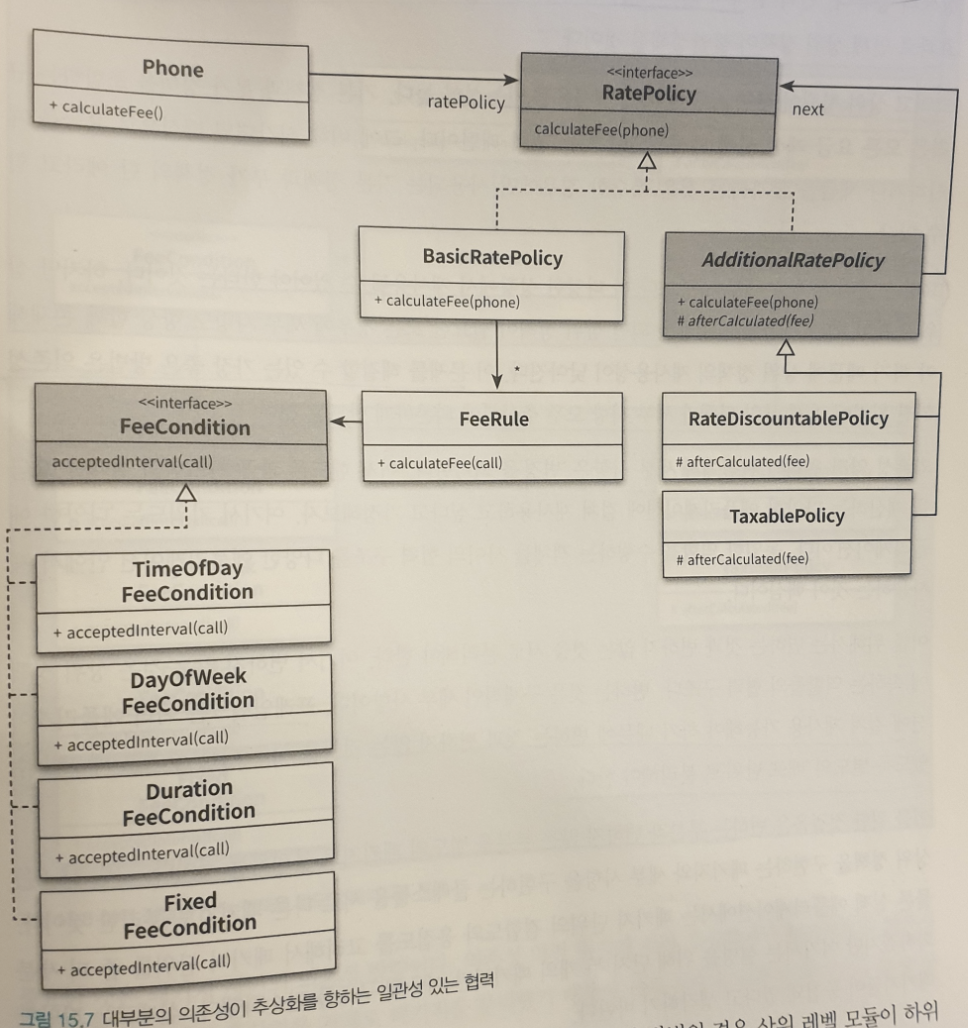 Phone
+ calculateFee()
ratePolicy
<<interface>>
RatePolicy
calculateFee(phone)
next
BasicRatePolicy
+ calculateFee(phone)
AdditionalRatePolicy
+ calculateFee(phone)
# afterCalculated(fee)
*
<<interface>>
FeeCondition
acceptedInterval(call)
FeeRule
+ calculateFee(call)
RateDiscountablePolicy
# afterCalculated(fee)
TaxablePolicy
# afterCalculated(fee)
TimeOfDay
FeeCondition
+ acceptedInterval(call)
DayOfWeek
FeeCondition
+ acceptedInterval(call)
Duration
FeeCondition
+ acceptedInterval(call)
Fixed
FeeCondition
+ acceptedInterval(call)
그림 15.7 대부분의 의존성이 추상화를 향하는 일관성 있는 협력
것은 상위 레벨 모듈이 하위